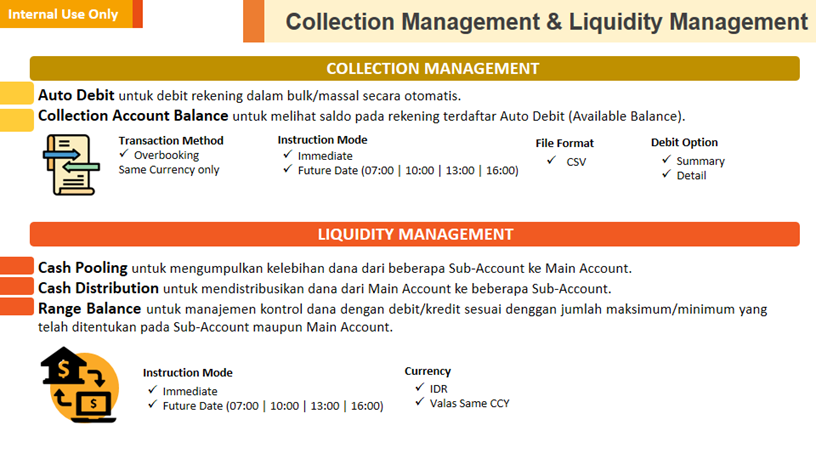 Internal Use Only
Collection Management & Liquidity Management
COLLECTION MANAGEMENT
Auto Debit untuk debit rekening dalam bulk/massal secara otomatis.
Collection Account Balance untuk melihat saldo pada rekening terdaftar Auto Debit (Available Balance).
Transaction Method
✓ Overbooking
Same Currency only
Instruction Mode
✓ Immediate
✓ Future Date (07:00 | 10:00 | 13:00 | 16:00)
File Format
✓ CSV
Debit Option
✓ Summary
✓ Detail
LIQUIDITY MANAGEMENT
Cash Pooling untuk mengumpulkan kelebihan dana dari beberapa Sub-Account ke Main Account.
Cash Distribution untuk mendistribusikan dana dari Main Account ke beberapa Sub-Account.
Range Balance untuk manajemen kontrol dana dengan debit/kredit sesuai denggan jumlah maksimum/minimum yang
telah ditentukan pada Sub-Account maupun Main Account.
$
$
Instruction Mode
✓ Immediate
✓ Future Date (07:00 | 10:00 | 13:00 | 16:00)
Currency
✓ IDR
✓ Valas Same CCY